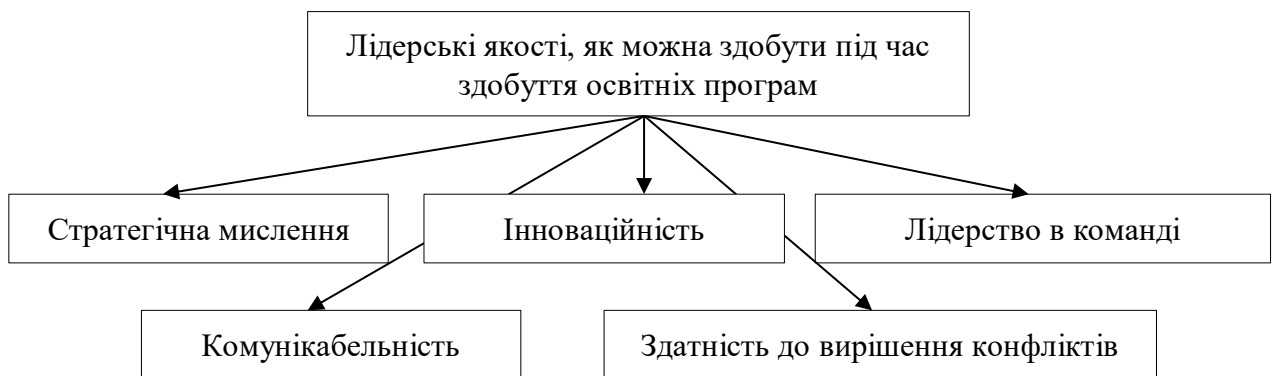 Лідерські якості, як можна здобути під час
здобуття освітніх програм
Стратегічна мислення
Інноваційність
Лідерство в команді
Комунікабельність
Здатність до вирішення конфліктів